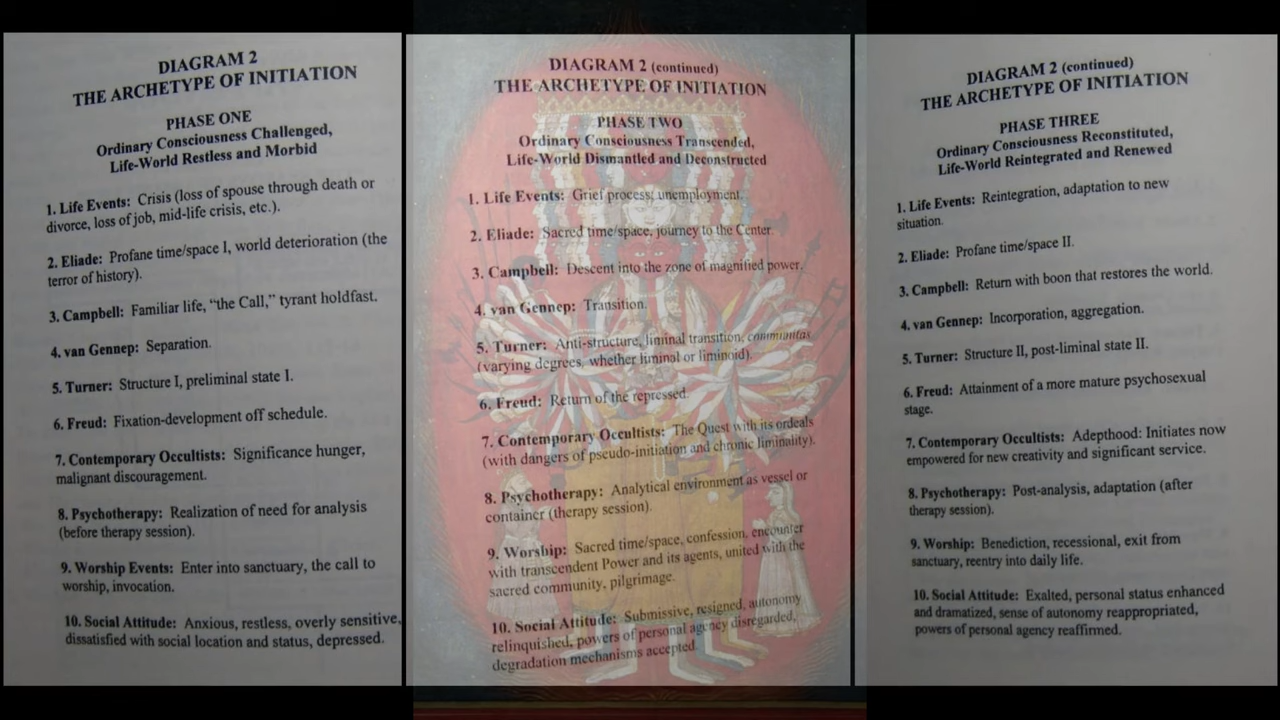 DIAGRAM 2
THE ARCHETYPE OF INITIATION
PHASE ONE
Ordinary Consciousness Challenged,
Life-World Restless and Morbid
1. Life Events: Crisis (loss of spouse through death or
divorce, loss of job, mid-life crisis, etc.).
2. Eliade: Profane time/space I, world deterioration (the
terror of history).
3. Campbell: Familiar life, “the Call,” tyrant holdfast.
4. van Gennep: Separation.
5. Turner: Structure I, preliminal state I.
6. Freud: Fixation-development off schedule.
7. Contemporary Occultists: Significance hunger,
malignant discouragement.
8. Psychotherapy: Realization of need for analysis
(before therapy session).
9. Worship Events: Enter into sanctuary, the call to
worship, invocation.
10. Social Attitude: Anxious, restless, overly sensitive,
dissatisfied with social location and status, depressed.
DIAGRAM 2 (continued)
THE ARCHETYPE OF INITIATION
PHASE TWO
Ordinary Consciousness Transcended,
Life-World Dismantled and Deconstructed
1. Life Events: Grief process, unemployment.
2. Eliade: Sacred time/space, journey to the Center.
3. Campbell: Descent into the zone of magnified power.
4. van Gennep: Transition.
5. Turner: Anti-structure, liminal transition, communitas
(varying degrees, whether liminal or liminoid).
6. Freud: Return of the repressed.
7. Contemporary Occultists: The Quest with its ordeals
(with dangers of pseudo-initiation and chronic liminality).
8. Psychotherapy: Analytical environment as vessel or
container (therapy session).
9. Worship: Sacred time/space, confession, encounter
with transcendent Power and its agents, united with the
sacred community, pilgrimage.
10. Social Attitude: Submissive, resigned, autonomy
relinquished, powers of personal agency disregarded,
degradation mechanisms accepted.
DIAGRAM 2 (continued)
THE ARCHETYPE OF INITIATION
PHASE THREE
Ordinary Consciousness Reconstituted,
Life-World Reintegrated and Renewed
1. Life Events: Reintegration, adaptation to new
situation.
2. Eliade: Profane time/space II.
3. Campbell: Return with boon that restores the world.
4. van Gennep: Incorporation, aggregation.
5. Turner: Structure II, post-liminal state II.
6. Freud: Attainment of a more mature psychosexual
stage.
7. Contemporary Occultists: Adepthood: Initiates now
empowered for new creativity and significant service.
8. Psychotherapy: Post-analysis, adaptation (after
therapy session).
9. Worship: Benediction, recessional, exit from
sanctuary, reentry into daily life.
10. Social Attitude: Exalted, personal status enhanced
and dramatized, sense of autonomy reappropriated,
powers of personal agency reaffirmed.